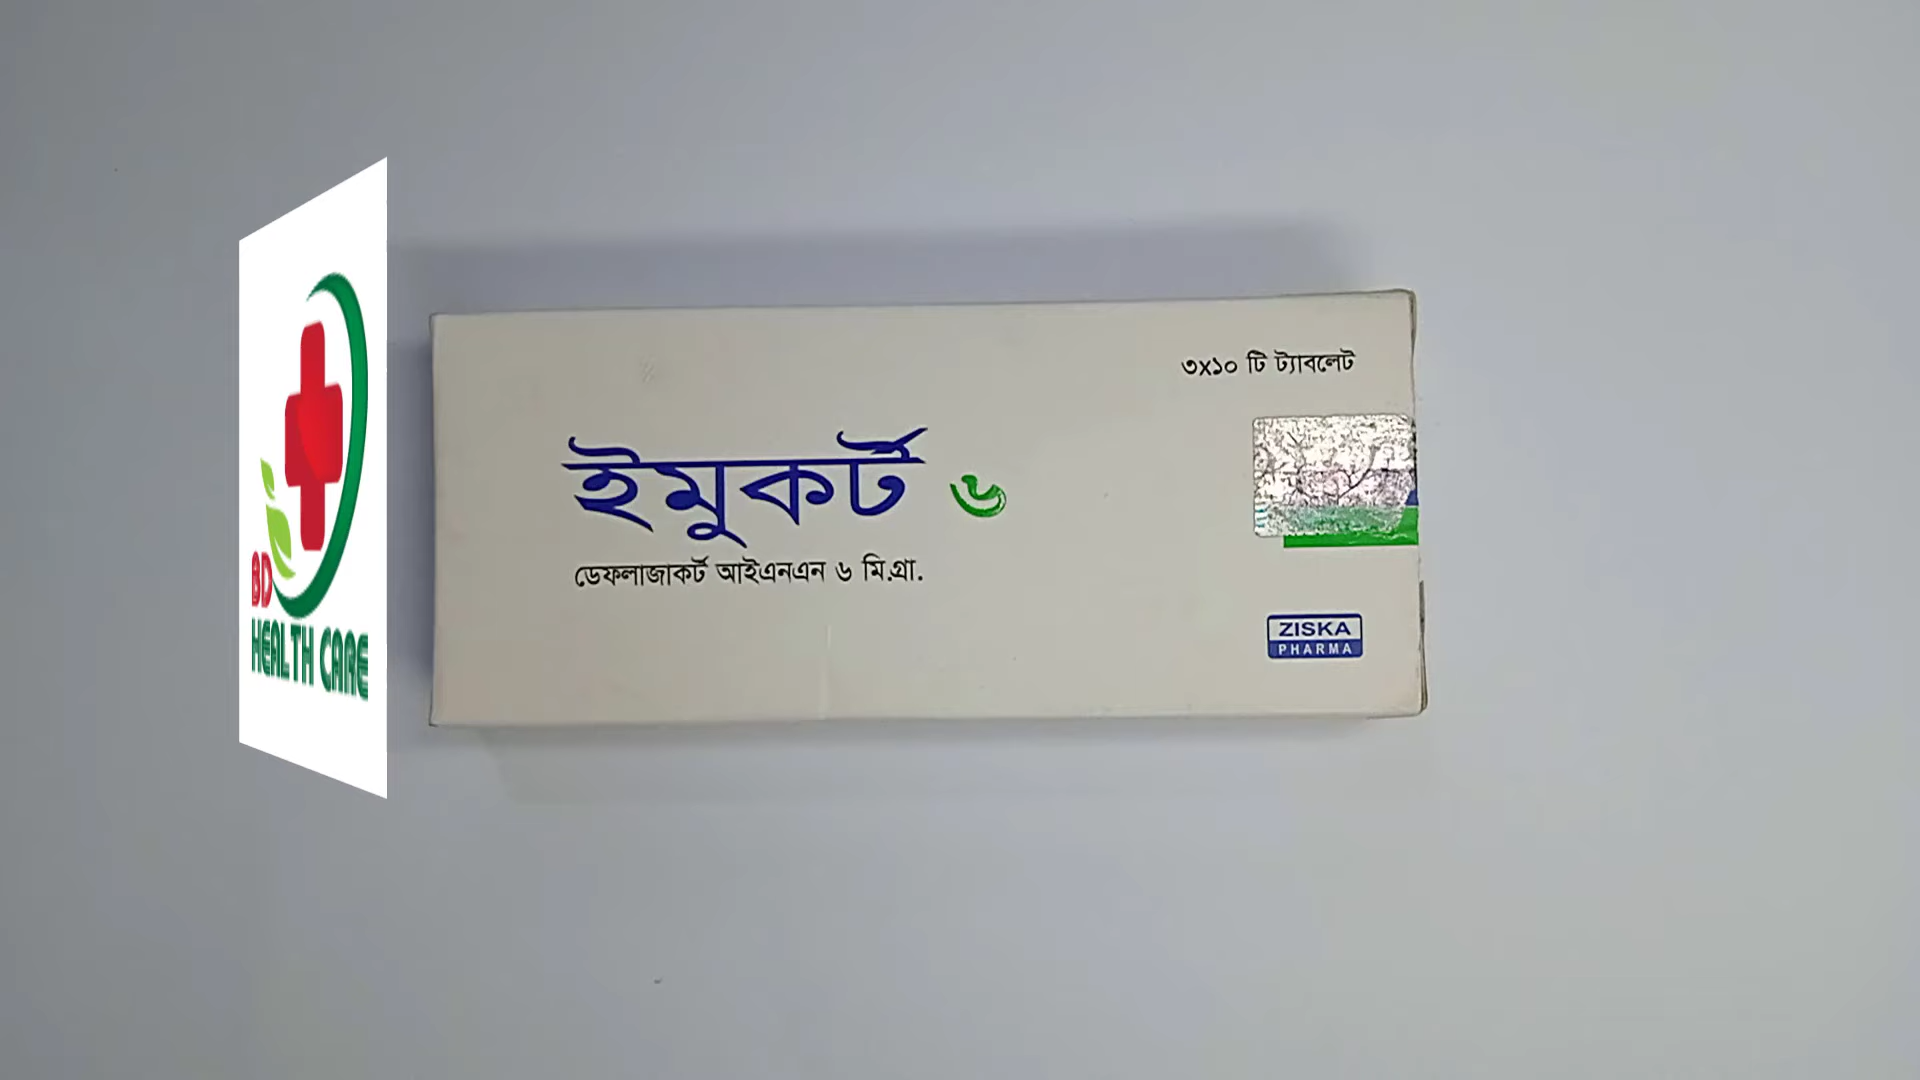 ৩x১০ টি ট্যাবলেট
ইমুকর্ট ৬
ডেফলাজাকর্ট আইএনএন ৬ মি.গ্রা.
ZISKA
PHARMA
BD
HEALTH CARE